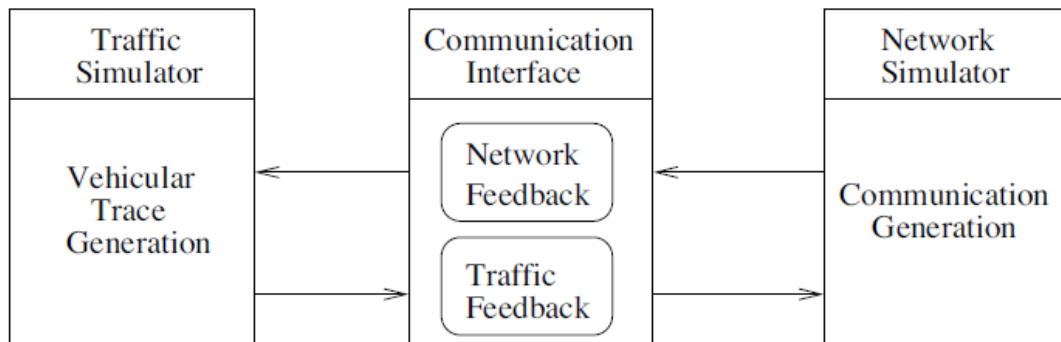 Traffic
Simulator
Vehicular
Trace
Generation
Communication
Interface
Network
Feedback
Traffic
Feedback
Network
Simulator
Communication
Generation